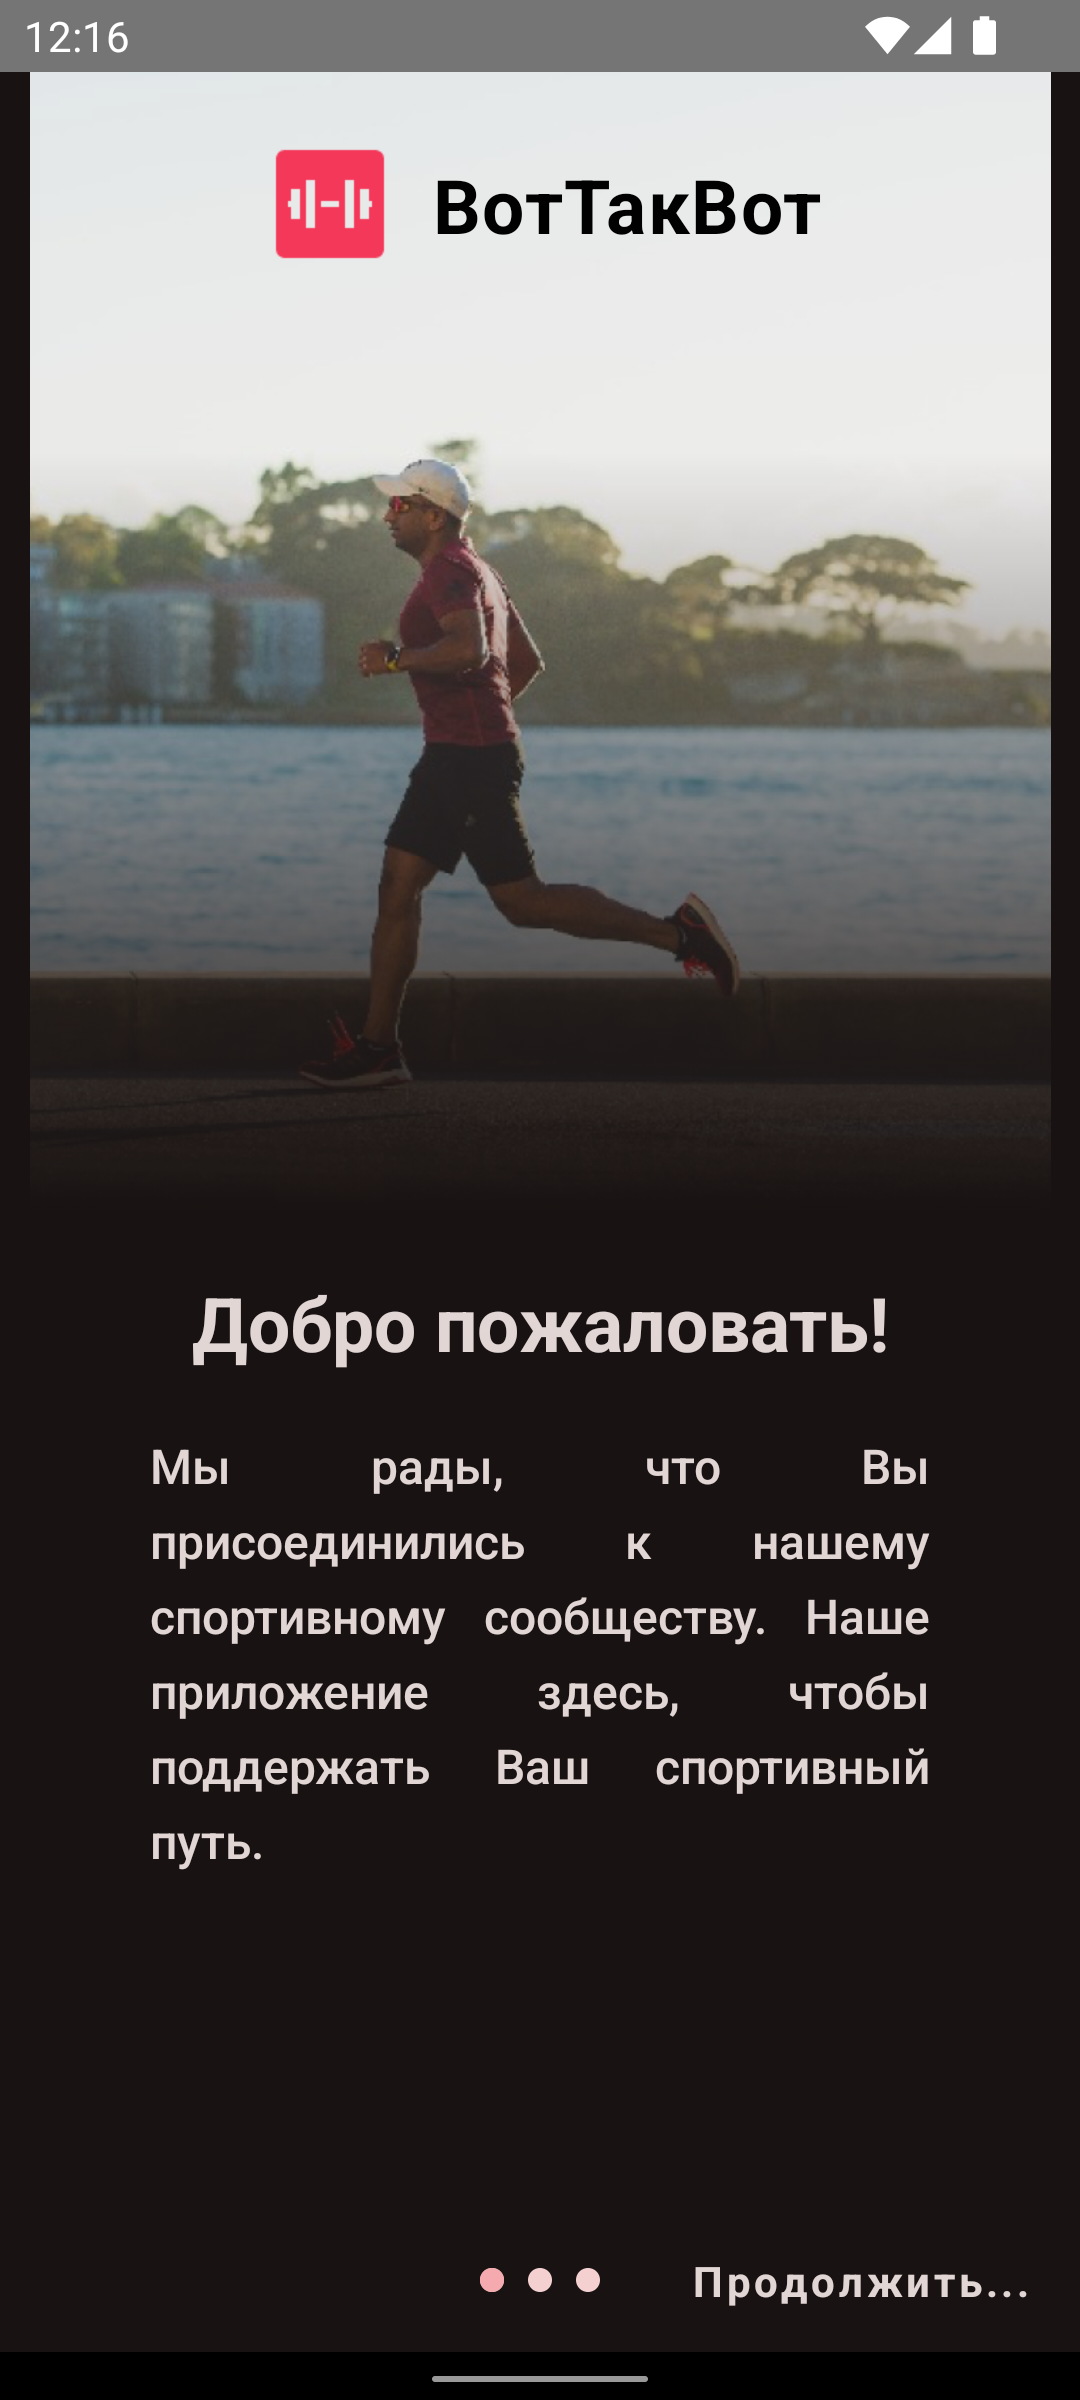 12:16
ВотТакВот
Добро пожаловать!
Мы рады, что Вы
присоединились к нашему
спортивному сообществу. Наше
приложение здесь, чтобы
поддержать Ваш спортивный
путь.
Продолжить...